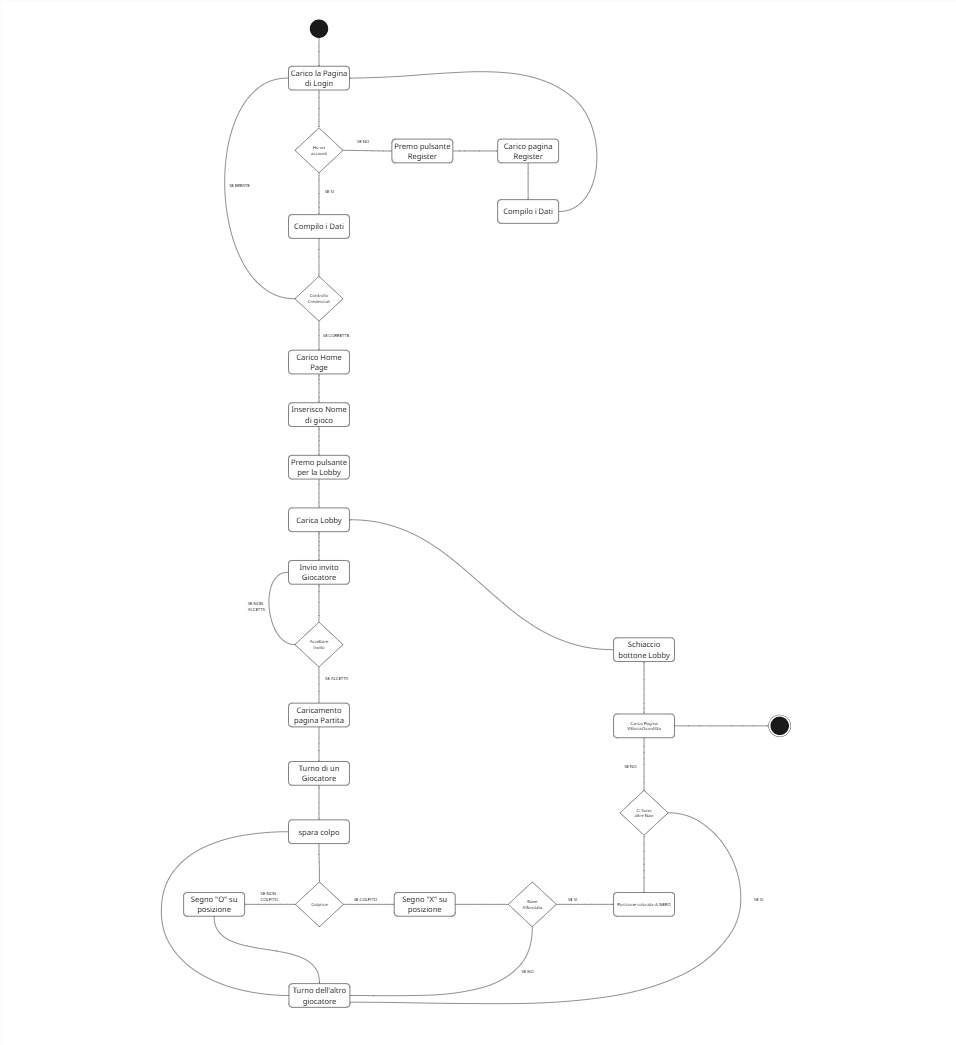 Carico la Pagina
di Login
Ho un
account
SE NO
Premo pulsante
Register
Carico pagina
Register
SE ERRATE
SE SI
Compilo i Dati
Compilo i Dati
Controllo
Credenziali
SE CORRETTE
Carico Home
Page
Inserisco Nome
di gioco
Premo pulsante
per la Lobby
Carica Lobby
Invio invito
Giocatore
SE NON
ACCETTA
Accettare
Invito
SE ACCETTA
Schiaccio
bottone Lobby
Caricamento
pagina Partita
Carico Pagina
Vittoria/Sconfitta
Turno di un
Giocatore
SE NO
Ci Sono
altre Navi
spara colpo
SE NON
COLPITO
Segno "O" su
posizione
Colpisce
SE COLPITO
Segno "X" su
posizione
Nave
Affondata
SE SI
Posizione colorata di NERO
SE SI
SE NO
Turno dell'altro
giocatore